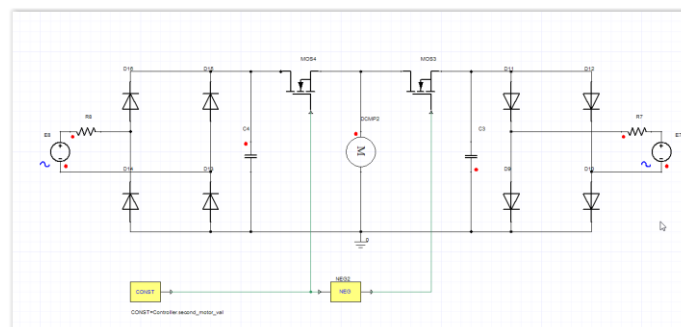 MOS4
MOS3
D16
D15
D11
D12
R8
R7
C4
C3
DCMP2
E8
E7
D14
D13
D9
D10
M
0
NEG2
CONST
NEG
CONST=Controller.second_motor_val